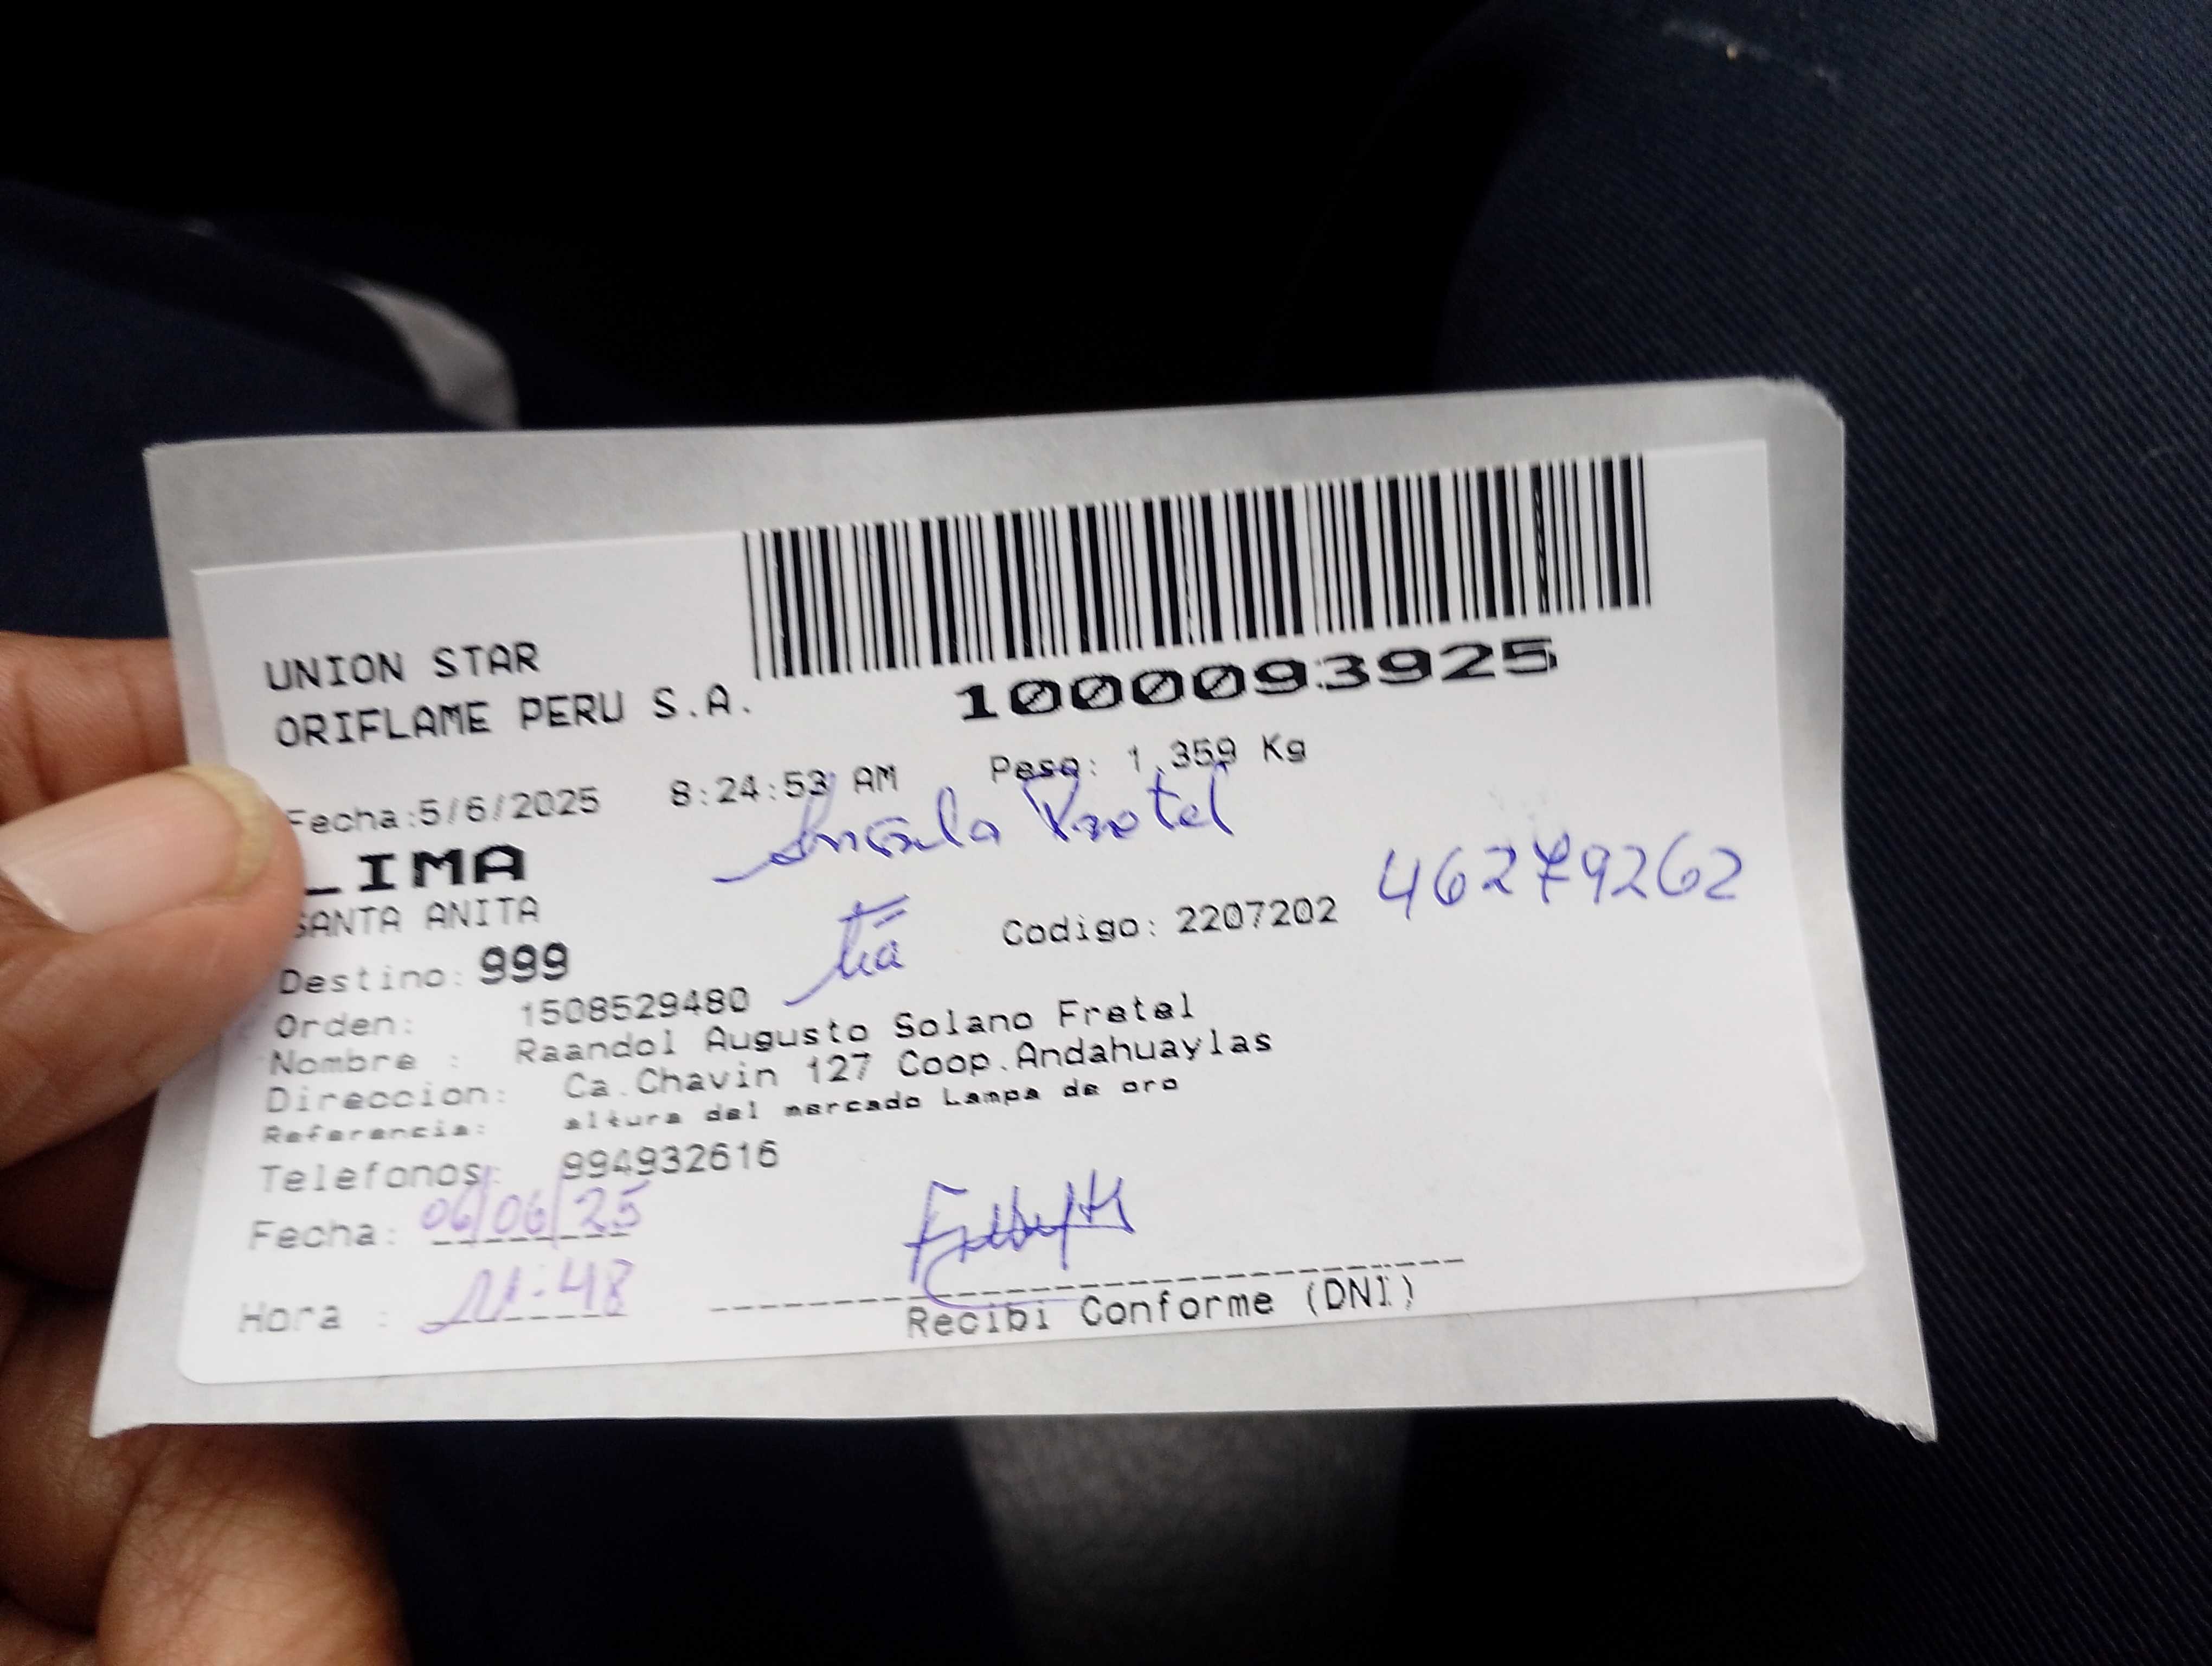 UNION STAR
ORIFLAME PERU S.A.
1000093925
Fecha:5/6/2025 8:24:53 AM Peso: 1.359 Kg
LIMA
SANTA ANITA
46279262
tía Codigo: 2207202
Destino: 999
Orden: 1508529480
Nombre : Raandol Augusto Solano Fretel
Direccion: Ca.Chavin 127 Coop.Andahuaylas
Referencia: altura del mercado Lampa de oro
Telefonos: 994932616
Fecha: 06/06/25
Hora : 11:48
Recibi Conforme (DNI)